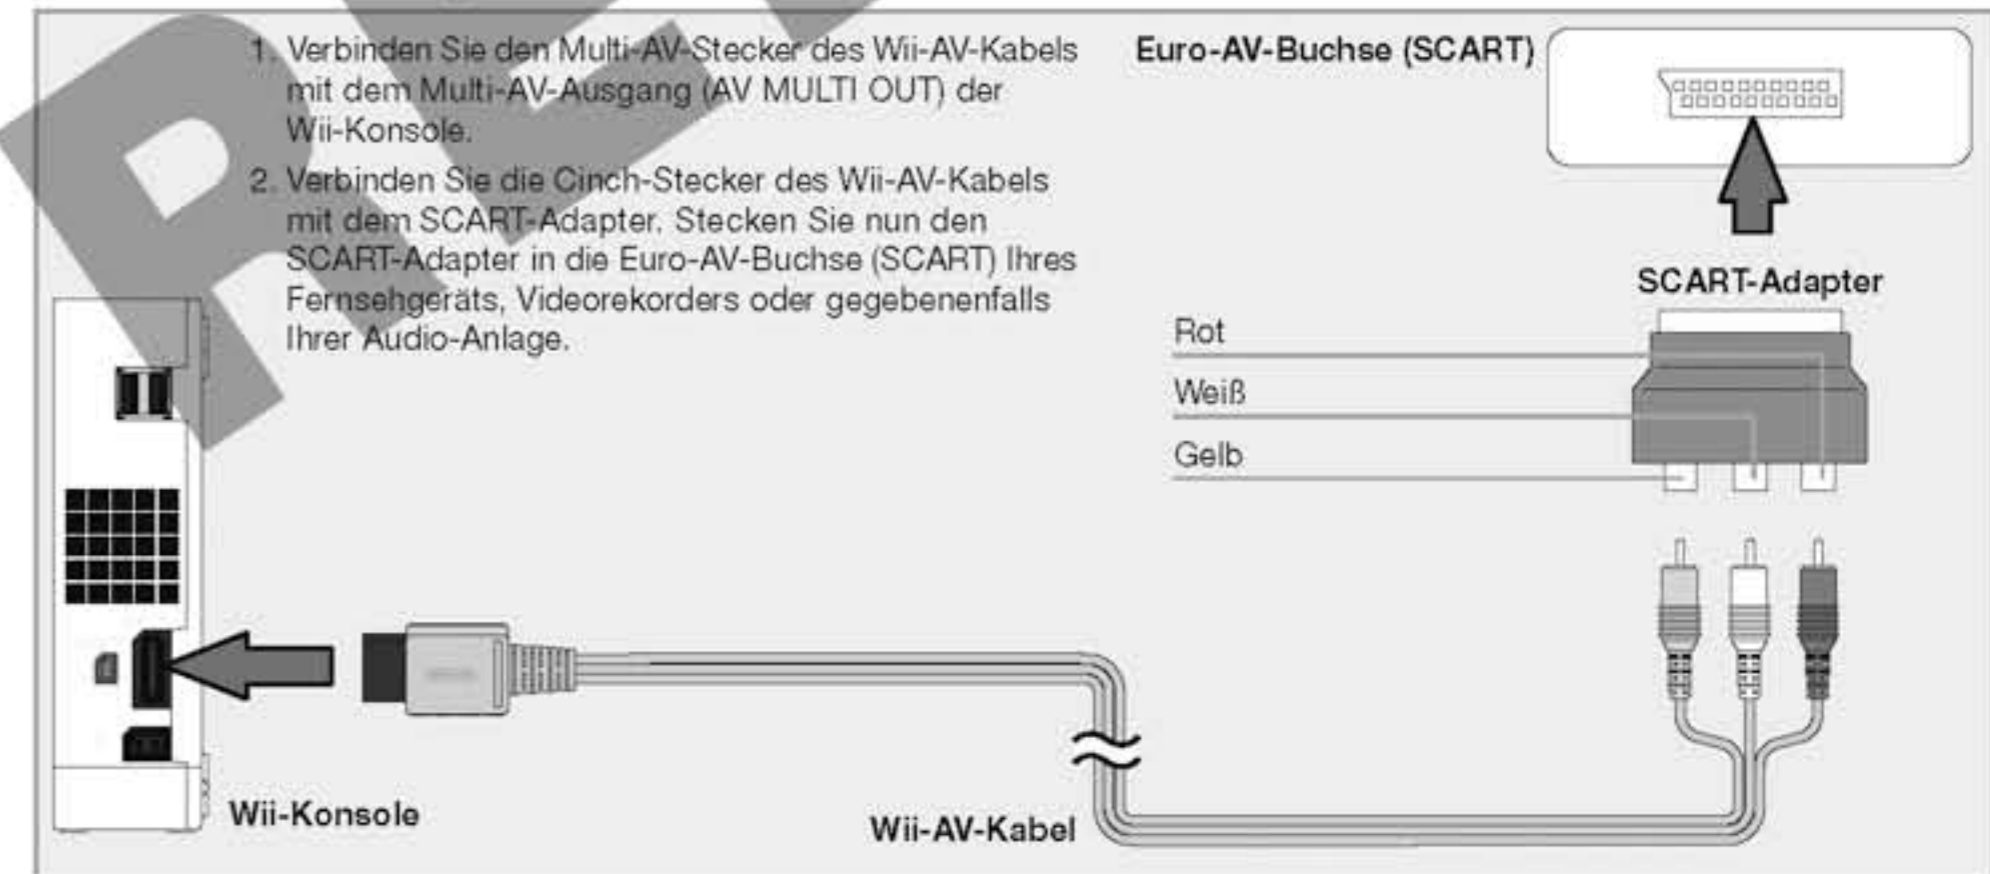 1. Verbinden Sie den Multi-AV-Stecker des Wii-AV-Kabels
mit dem Multi-AV-Ausgang (AV MULTI OUT) der
Wii-Konsole.
2. Verbinden Sie die Cinch-Stecker des Wii-AV-Kabels
mit dem SCART-Adapter. Stecken Sie nun den
SCART-Adapter in die Euro-AV-Buchse (SCART) Ihres
Fernsehgeräts, Videorekorders oder gegebenenfalls
Ihrer Audio-Anlage.
Euro-AV-Buchse (SCART)
SCART-Adapter
Rot
Weiß
Gelb
Wii-Konsole
Wii-AV-Kabel